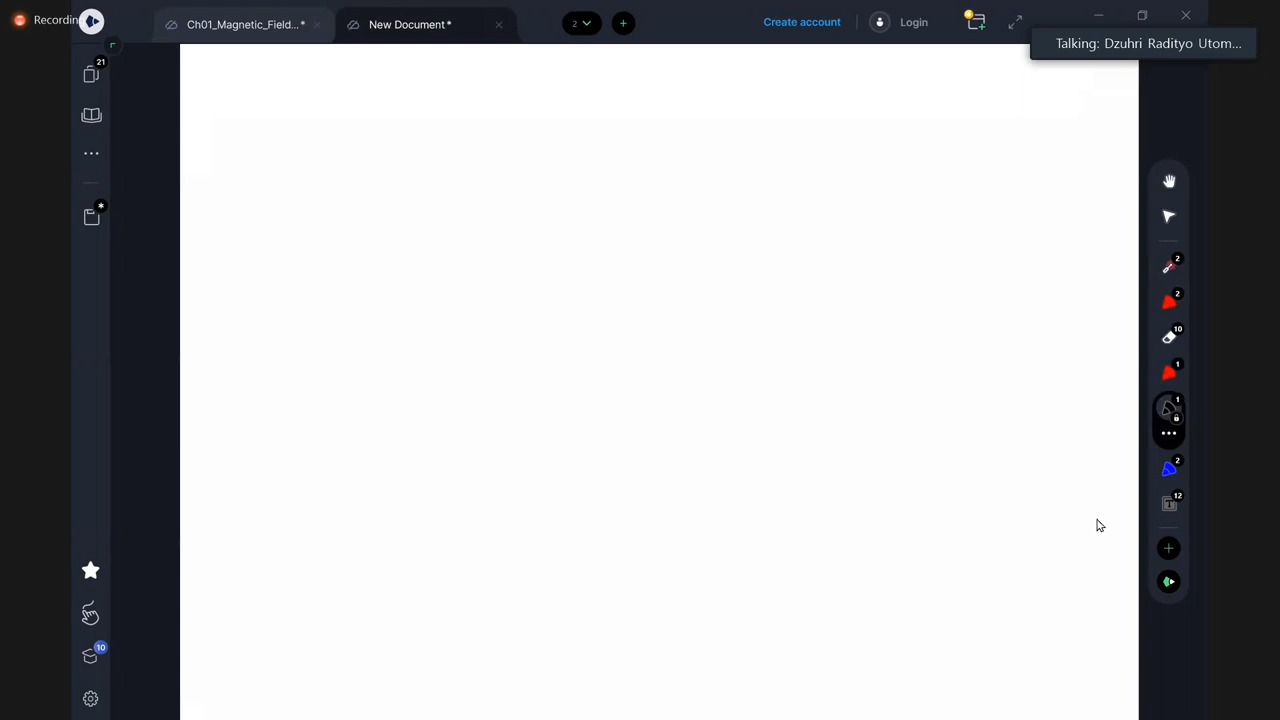 Recordin
Ch01_Magnetic_Field...*
New Document*
2
Create account
Login
Talking: Dzuhri Radityo Utom...
21
*
10
2
2
10
1
1
2
12